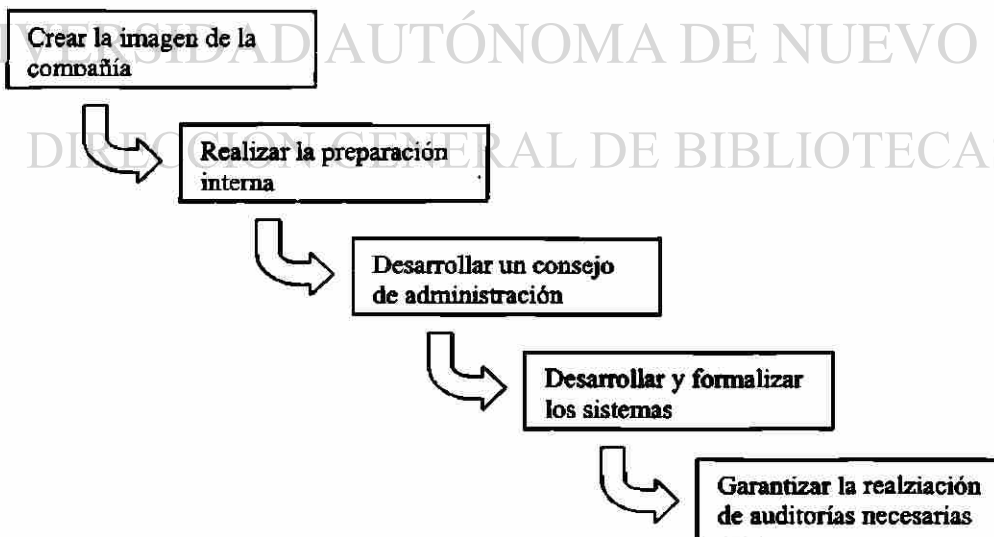 IVERSIDAD AUTÓNOMA DE NUEVO
Crear la imagen de la
compañía
DIRECCIÓN GENERAL DE BIBLIOTECAS
Realizar la preparación
interna
Desarrollar un consejo
de administración
Desarrollar y formalizar
los sistemas
Garantizar la realziación
de auditorías necesarias